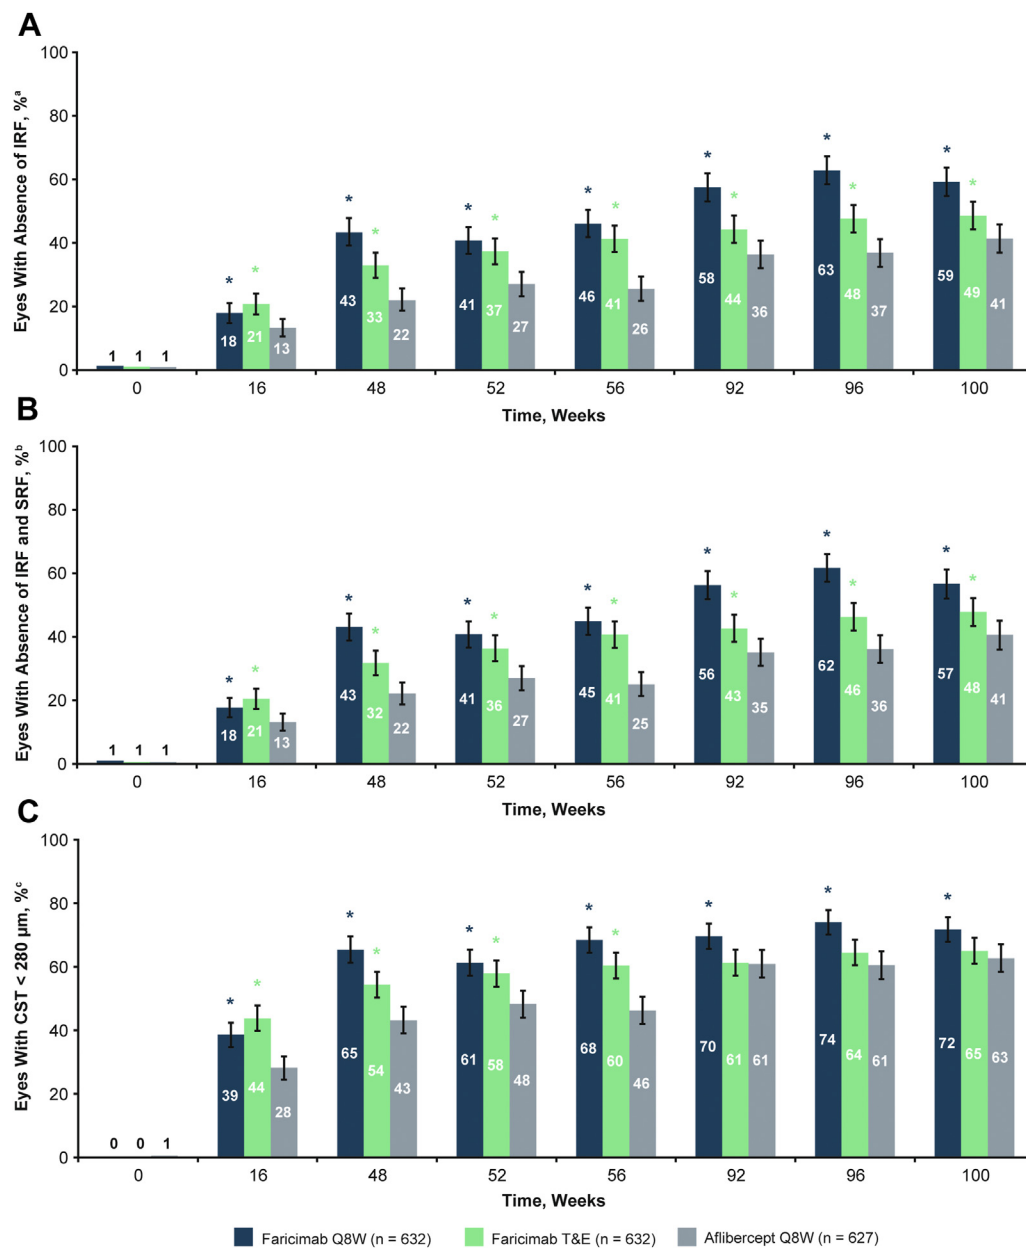 A
Eyes With Absence of IRF, %ᵃ
100
80
60
40
20
0
1 1 1
* * * * * * * *
* * * * * * *
18 21 13
43 33 22
41 37 27
46 41 26
58 44 36
63 48 37
59 49 41
0 16 48 52 56 92 96 100
Time, Weeks
B
Eyes With Absence of IRF and SRF, %ᵇ
100
80
60
40
20
0
1 1 1
* * * * * * *
* * * * * * *
18 21 13
43 32 22
41 36 27
45 41 25
56 43 35
62 46 36
57 48 41
0 16 48 52 56 92 96 100
Time, Weeks
C
Eyes With CST < 280 µm, %ᶜ
100
80
60
40
20
0
0 0 1
* * * * * * *
* * * *
39 44 28
65 54 43
61 58 48
68 60 46
70 61 61
74 64 61
72 65 63
0 16 48 52 56 92 96 100
Time, Weeks
Faricimab Q8W (n = 632) Faricimab T&E (n = 632) Aflibercept Q8W (n = 627)